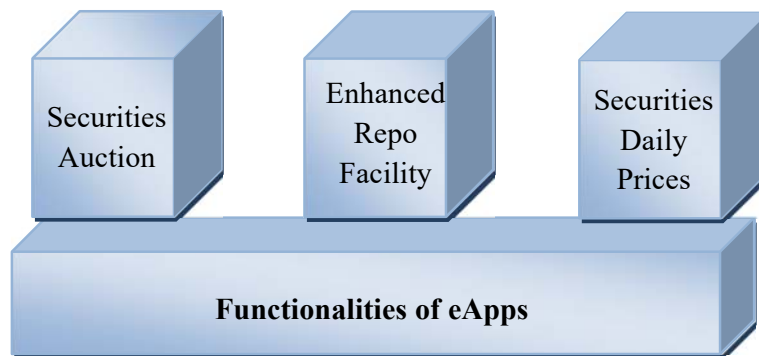 Securities
Auction
Enhanced
Repo
Facility
Securities
Daily
Prices
Functionalities of eApps